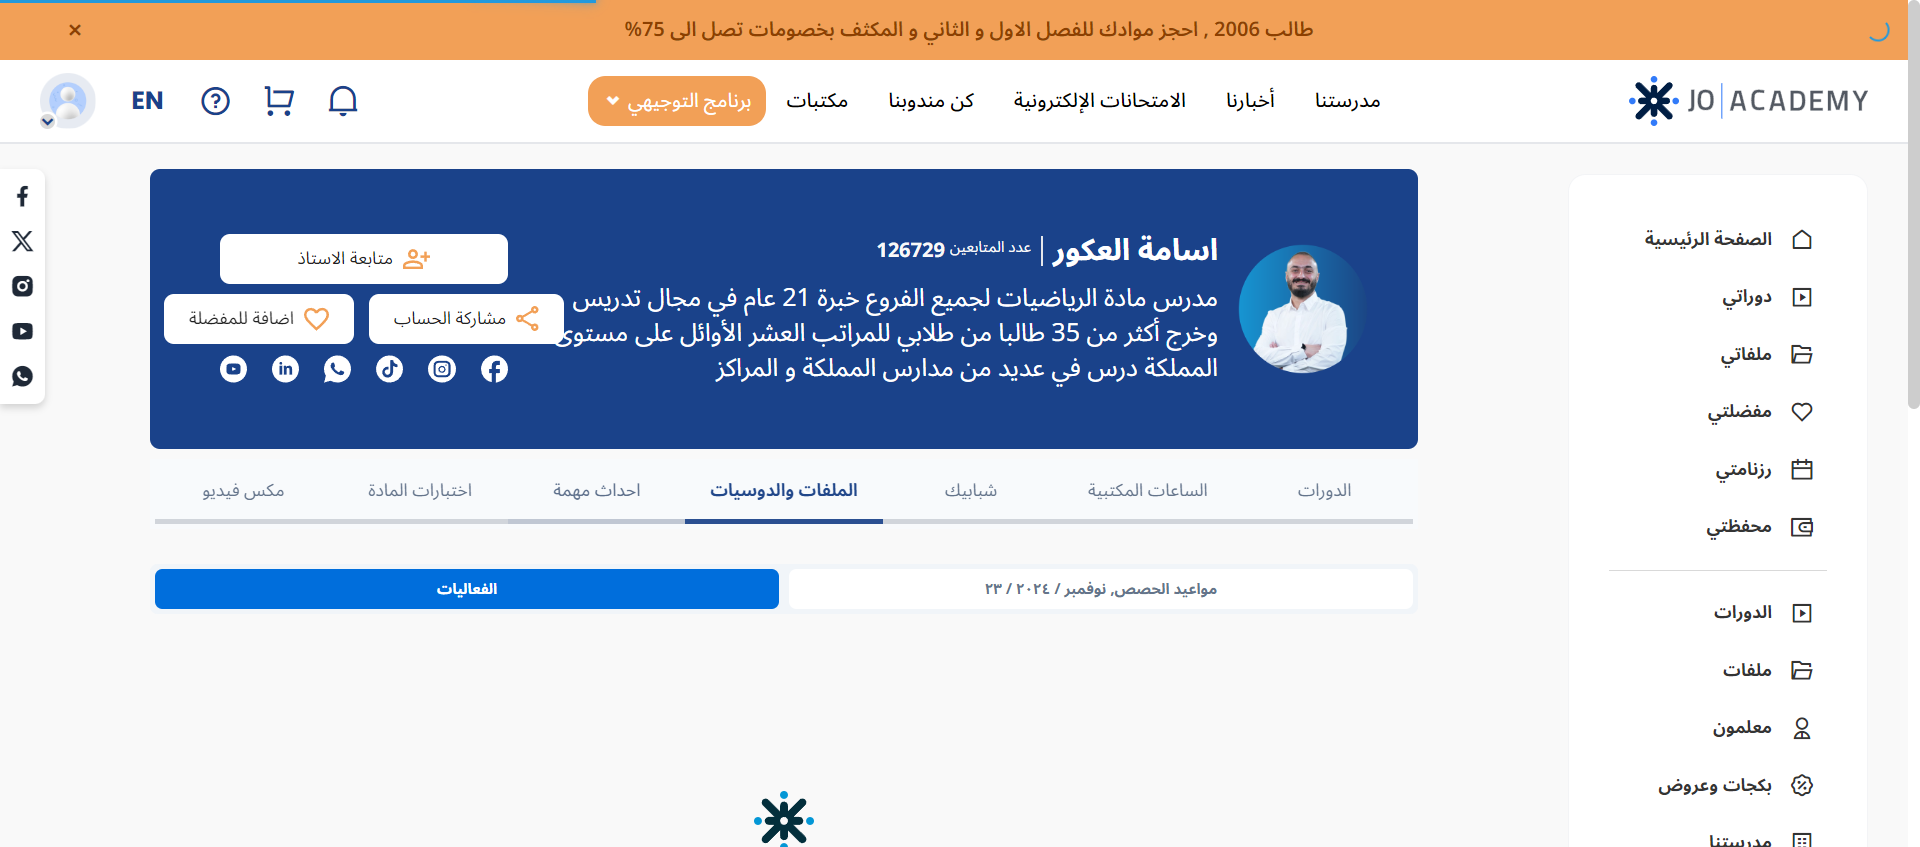 طالب 2006 , احجز موادك للفصل الاول و الثاني و المكثف بخصومات تصل الى 75%
×
JO ACADEMY
مدرستنا
أخبارنا
الامتحانات الإلكترونية
كن مندوبنا
مكتبات
برنامج التوجيهي
EN
الصفحة الرئيسية
دوراتي
ملفاتي
مفضلتي
رزنامتي
محفظتي
الدورات
ملفات
معلمون
بكجات وعروض
مدرستنا
اسامة العكور
عدد المتابعين 126729
مدرس مادة الرياضيات لجميع الفروع خبرة 21 عام في مجال تدريس
وخرج أكثر من 35 طالبا من طلابي للمراتب العشر الأوائل على مستوى
المملكة درس في عديد من مدارس المملكة و المراكز
متابعة الاستاذ
مشاركة الحساب
اضافة للمفضلة
الدورات
الساعات المكتبية
شبابيك
الملفات والدوسيات
احداث مهمة
اختبارات المادة
مكس فيديو
مواعيد الحصص, نوفمبر / ٢٠٢٤ / ٢٣
الفعاليات